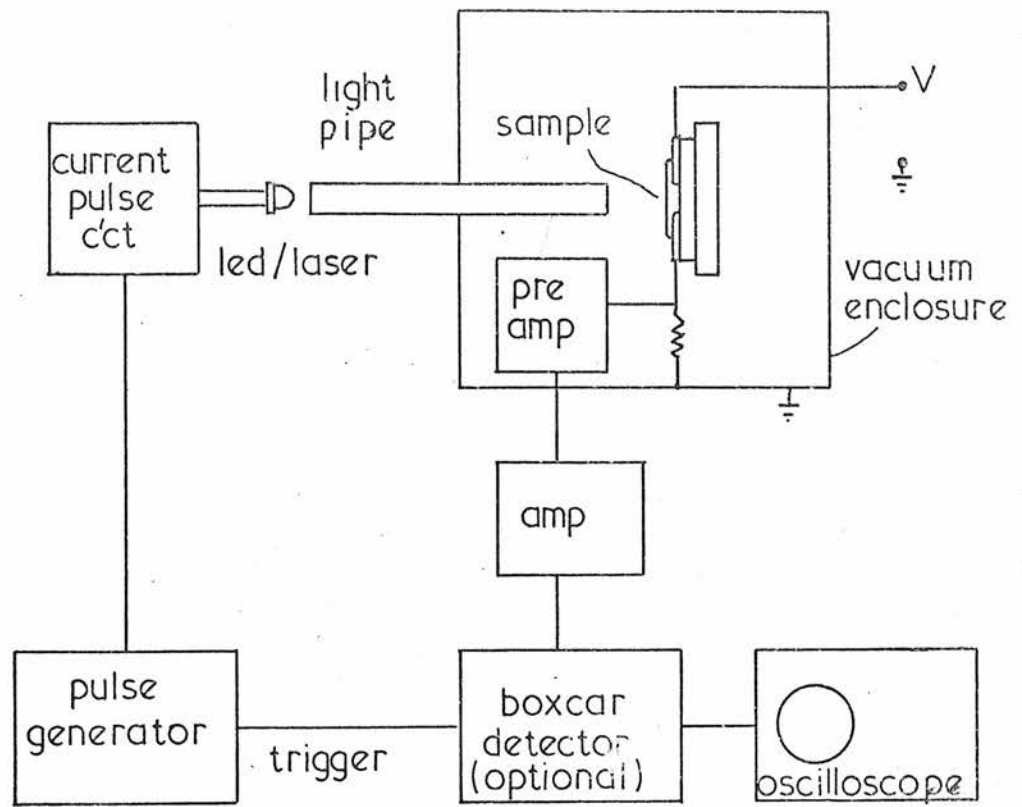 light
pipe
V
sample
current
pulse
c'ct
led/laser
pre
amp
vacuum
enclosure
amp
pulse
generator
trigger
boxcar
detector
(optional)
oscilloscope